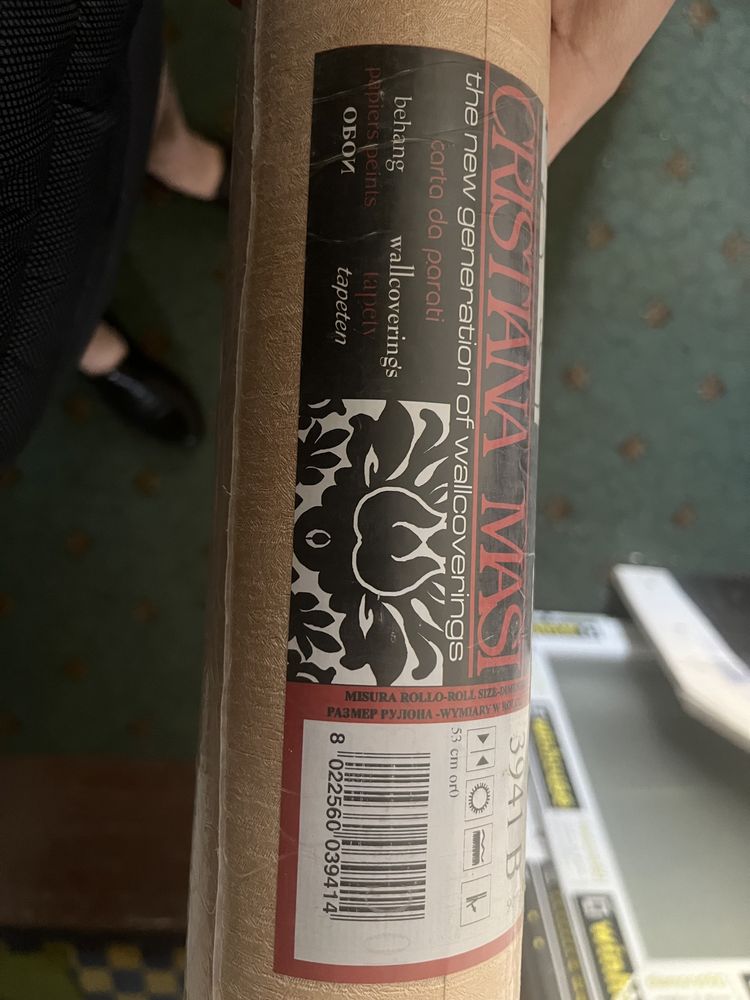 CRISTIANA MASI
the new generation of wallcoverings
carta da parati
behang wallcoverings
papiers peints tapety
ОБОИ tapeten
MISURA ROLLO-ROLL SIZE-
РАЗМЕР РУЛОНА -WYMIARY W
3941 B
53 cm
8 022560 039414